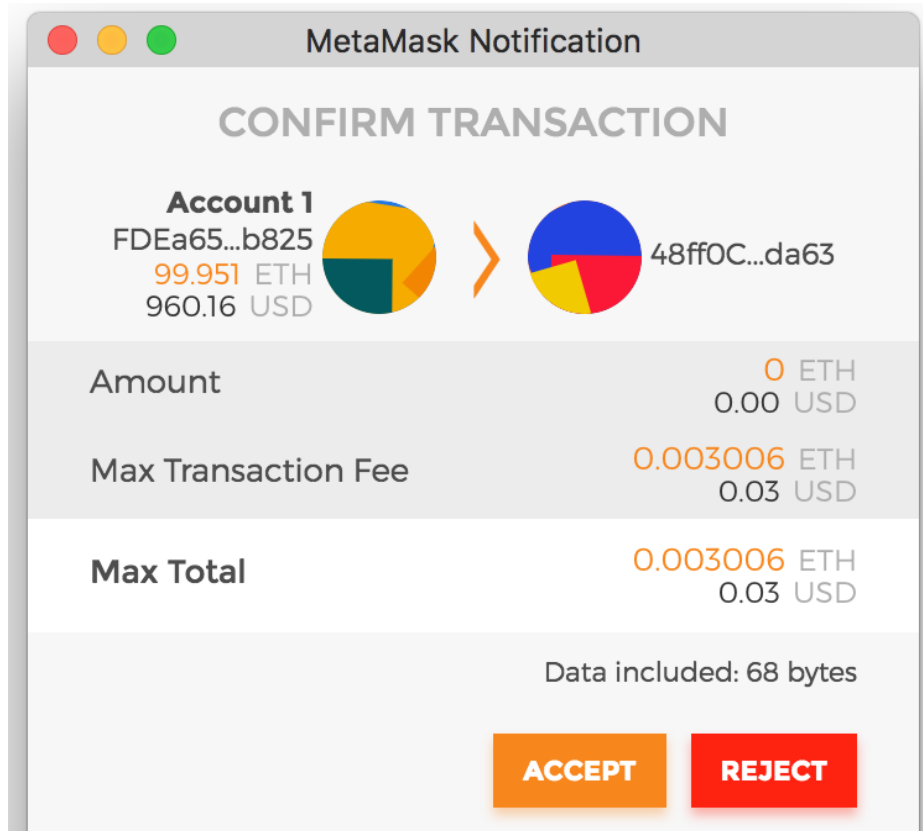 MetaMask Notification
CONFIRM TRANSACTION
Account 1
FDEa65...b825
99.951 ETH
960.16 USD
48ff0C...da63
Amount
0 ETH
0.00 USD
Max Transaction Fee
0.003006 ETH
0.03 USD
Max Total
0.003006 ETH
0.03 USD
Data included: 68 bytes
ACCEPT
REJECT